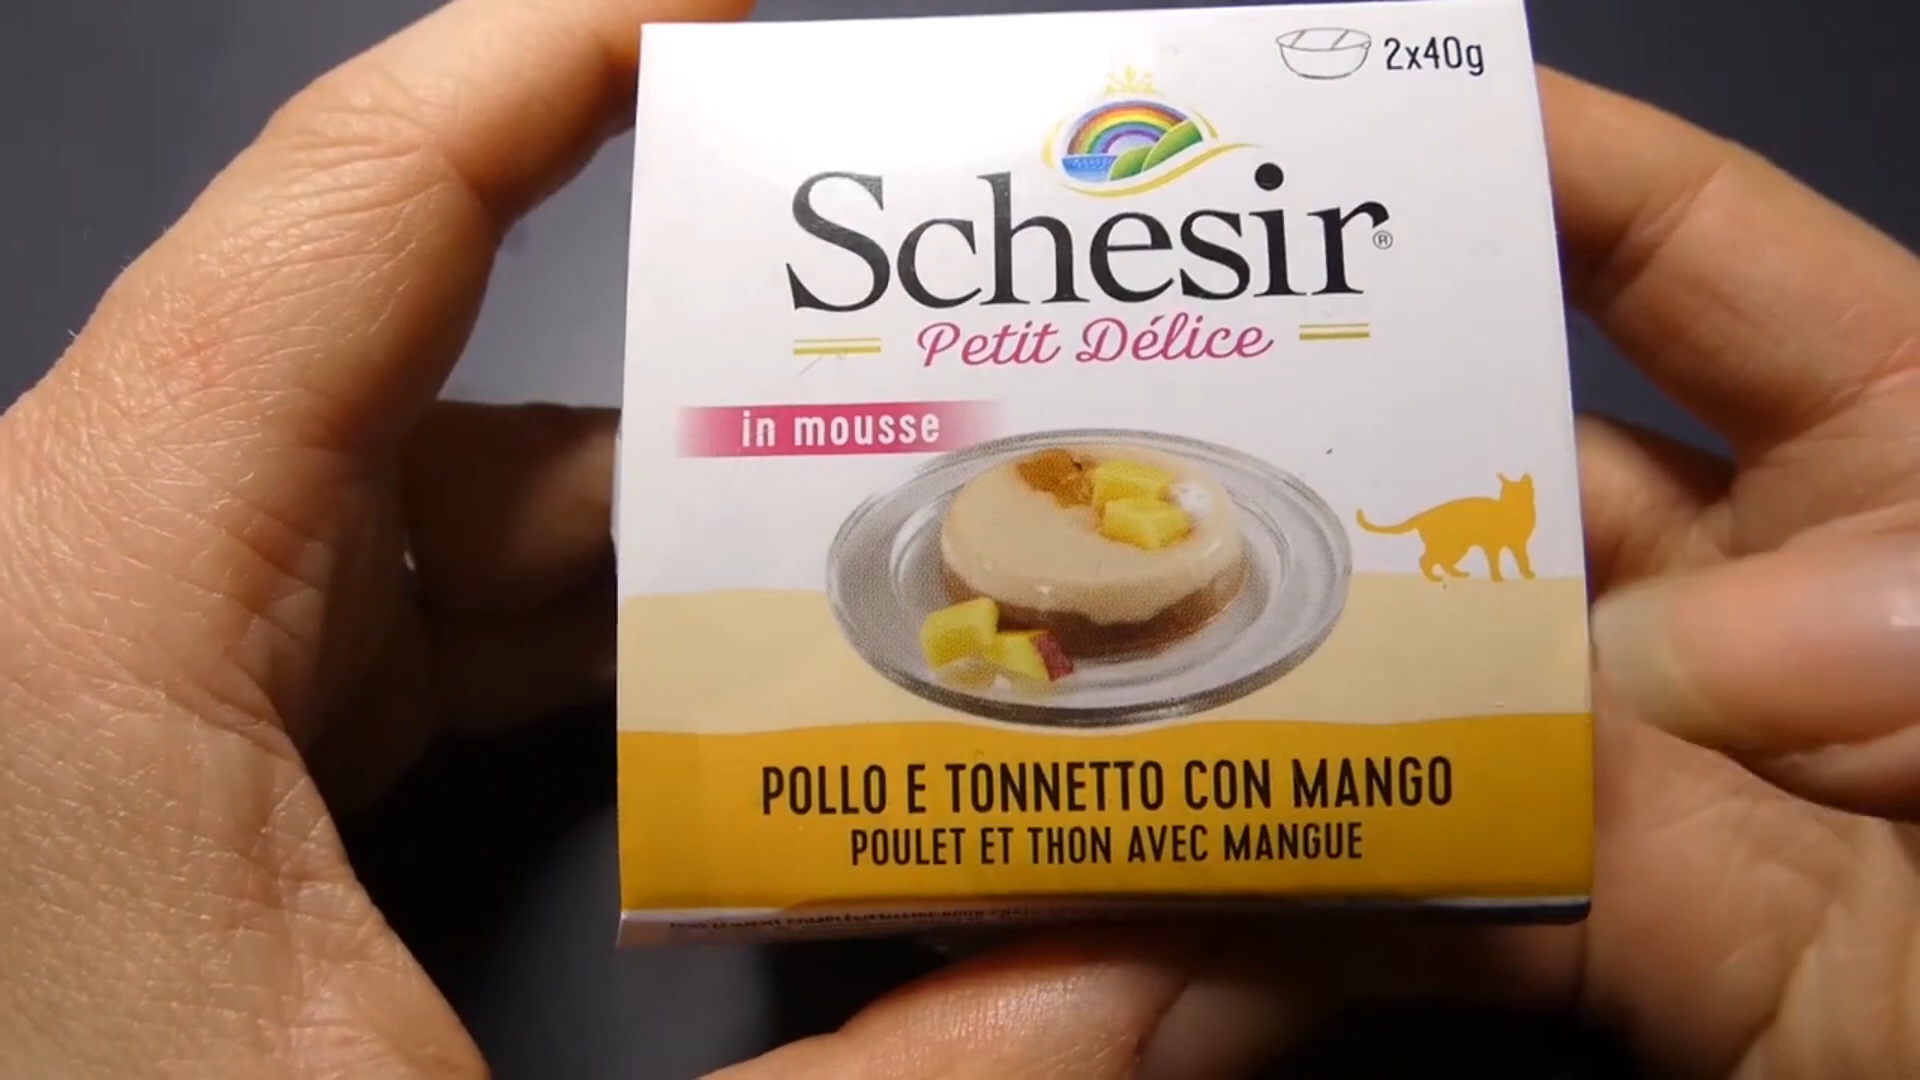 2x40g
Schesir®
Petit Délice
in mousse
POLLO E TONNETTO CON MANGO
POULET ET THON AVEC MANGUE